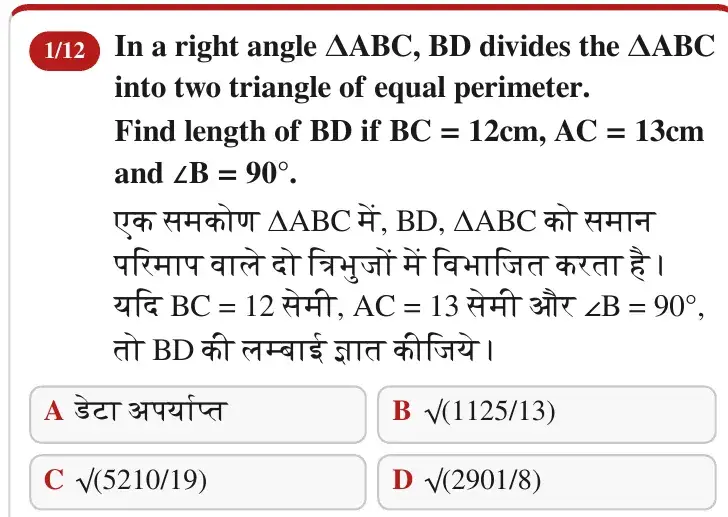 1/12 In a right angle ΔABC, BD divides the ΔABC
into two triangle of equal perimeter.
Find length of BD if BC = 12cm, AC = 13cm
and ∠B = 90°.
एक समकोण ΔABC में, BD, ΔABC को समान
परिमाप वाले दो त्रिभुजों में विभाजित करता है।
यदि BC = 12 सेमी, AC = 13 सेमी और ∠B = 90°,
तो BD की लम्बाई ज्ञात कीजिये।
A डेटा अपर्याप्त
B √(1125/13)
C √(5210/19)
D √(2901/8)